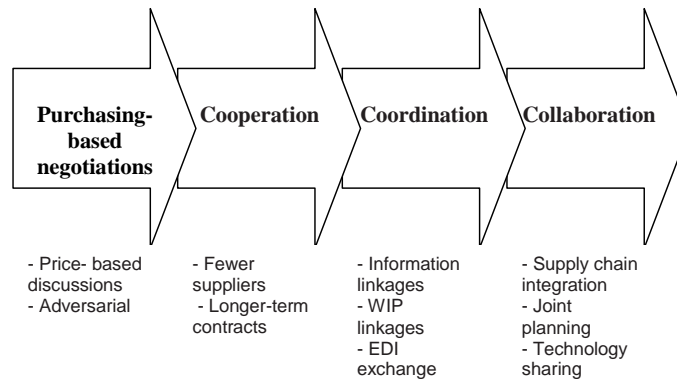 Purchasing-
based
negotiations
Cooperation
Coordination
Collaboration
- Price- based
discussions
- Adversarial
- Fewer
suppliers
- Longer-term
contracts
- Information
linkages
- WIP
linkages
- EDI
exchange
- Supply chain
integration
- Joint
planning
- Technology
sharing